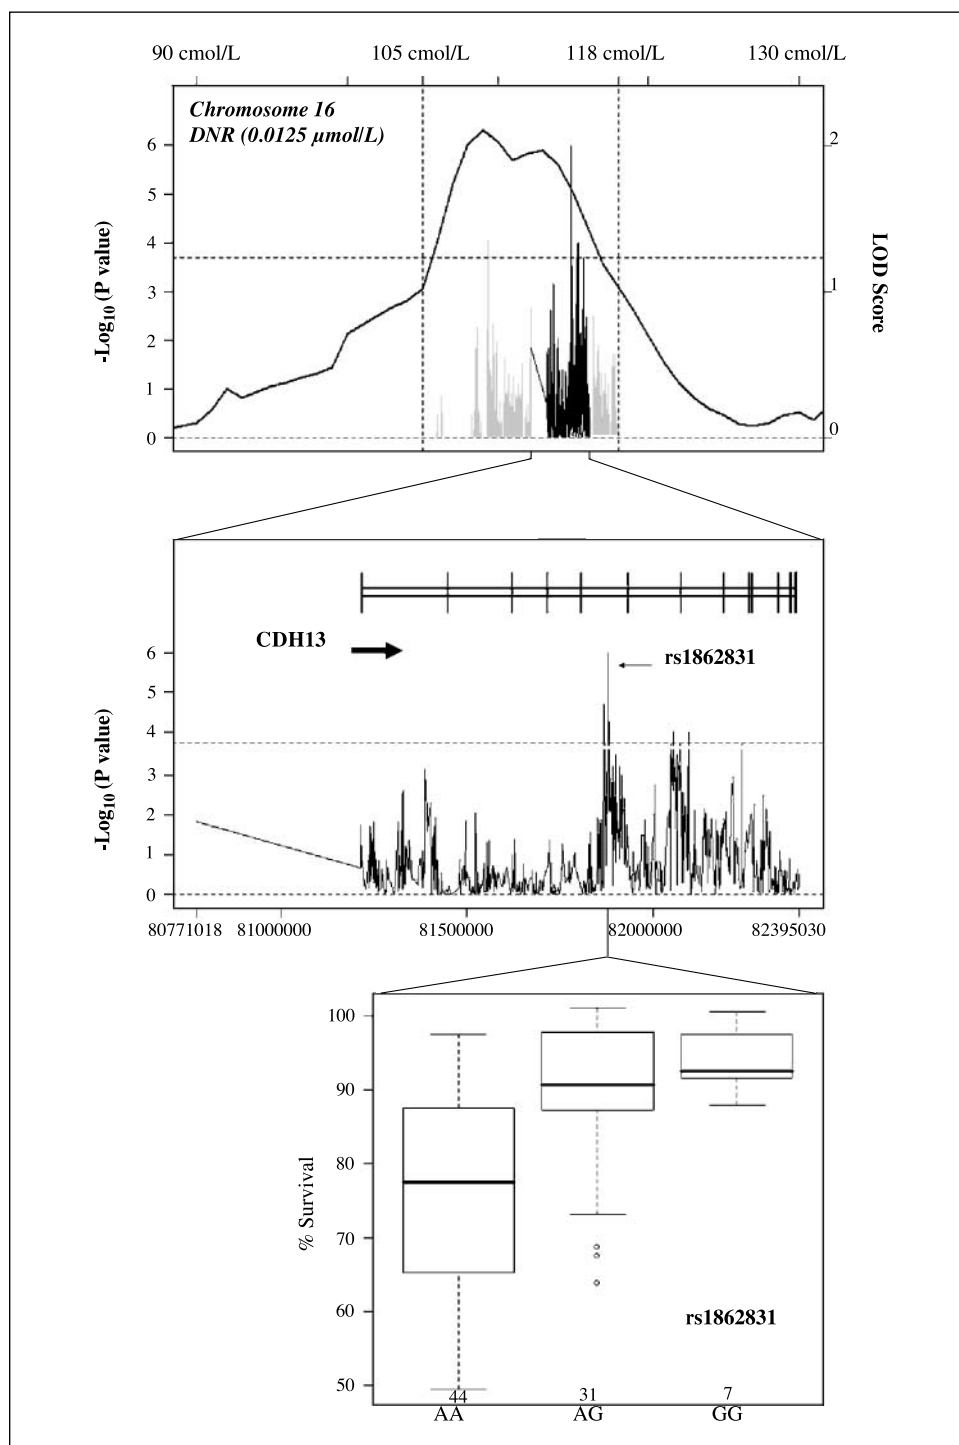 90 cmol/L 105 cmol/L 118 cmol/L 130 cmol/L
Chromosome 16
DNR (0.0125 µmol/L)
6
5
4
3
2
1
0
-Log10 (P value)
2
1
0
LOD Score
CDH13
rs1862831
6
5
4
3
2
1
0
-Log10 (P value)
80771018 81000000 81500000 82000000 82395030
100
90
80
70
60
50
% Survival
rs1862831
44 31 7
AA AG GG